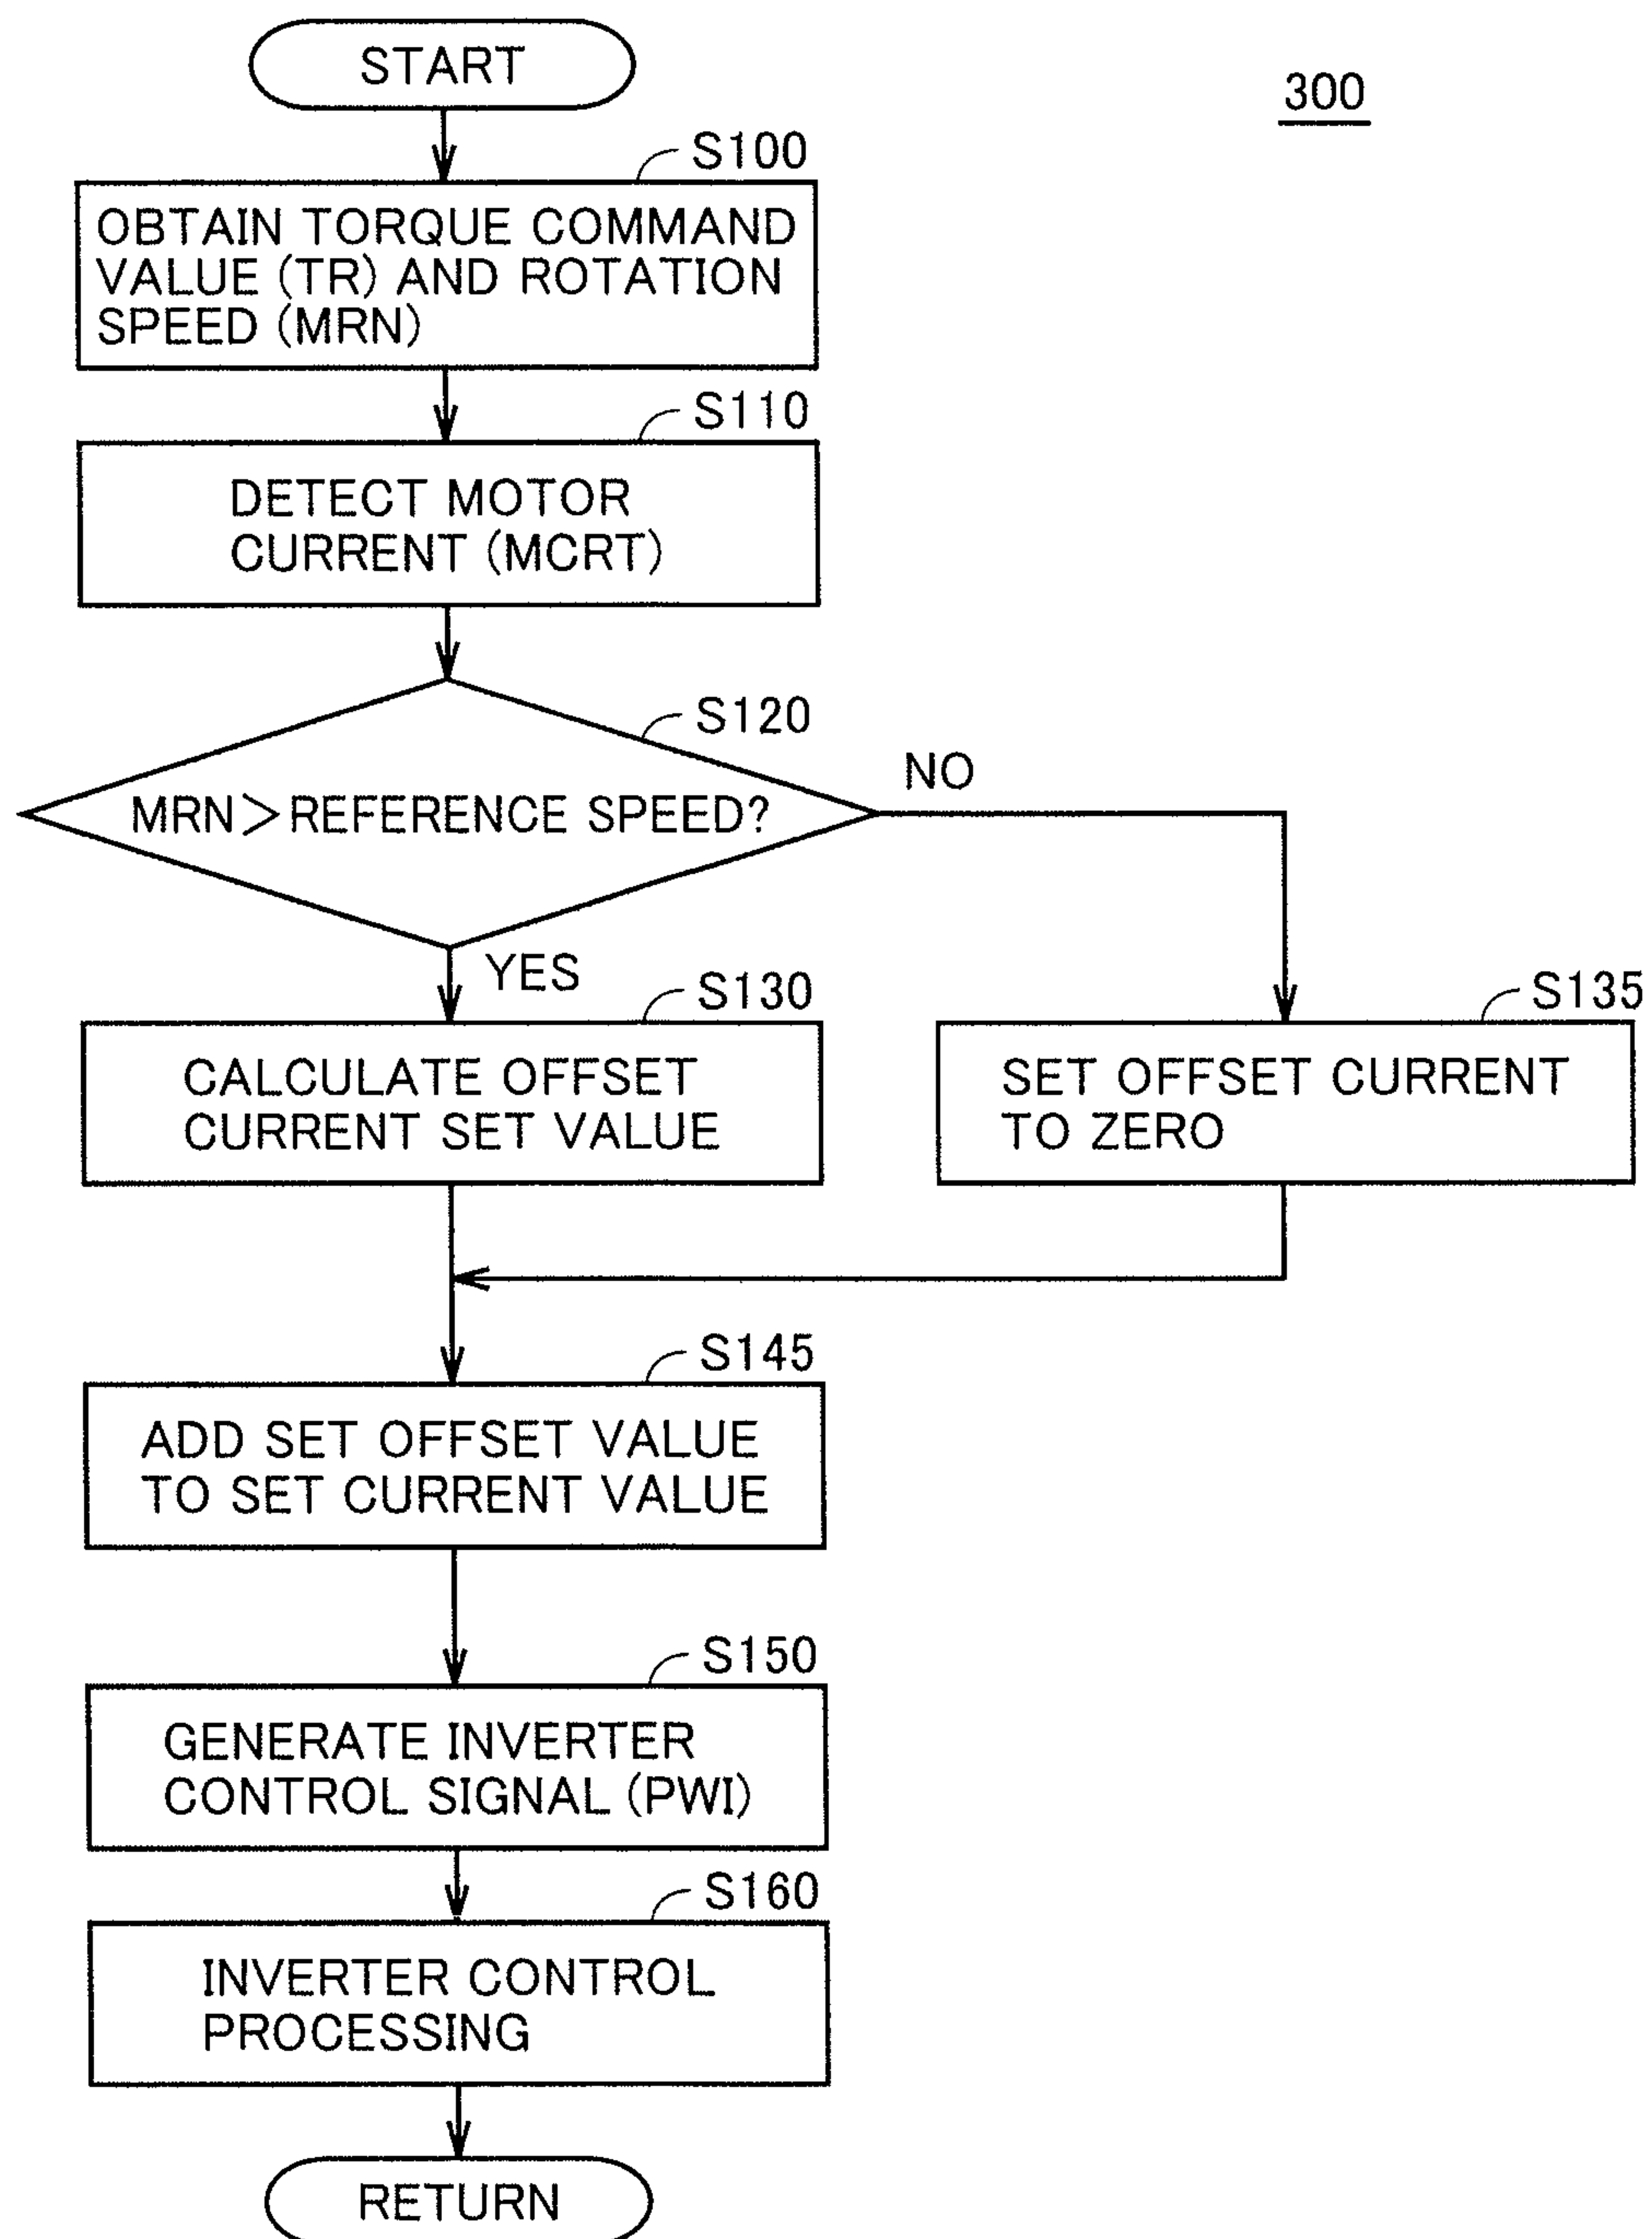 START
300
S100
OBTAIN TORQUE COMMAND
VALUE (TR) AND ROTATION
SPEED (MRN)
S110
DETECT MOTOR
CURRENT (MCRT)
S120
MRN>REFERENCE SPEED?
NO
YES
S130
CALCULATE OFFSET
CURRENT SET VALUE
S135
SET OFFSET CURRENT
TO ZERO
S145
ADD SET OFFSET VALUE
TO SET CURRENT VALUE
S150
GENERATE INVERTER
CONTROL SIGNAL (PWI)
S160
INVERTER CONTROL
PROCESSING
RETURN